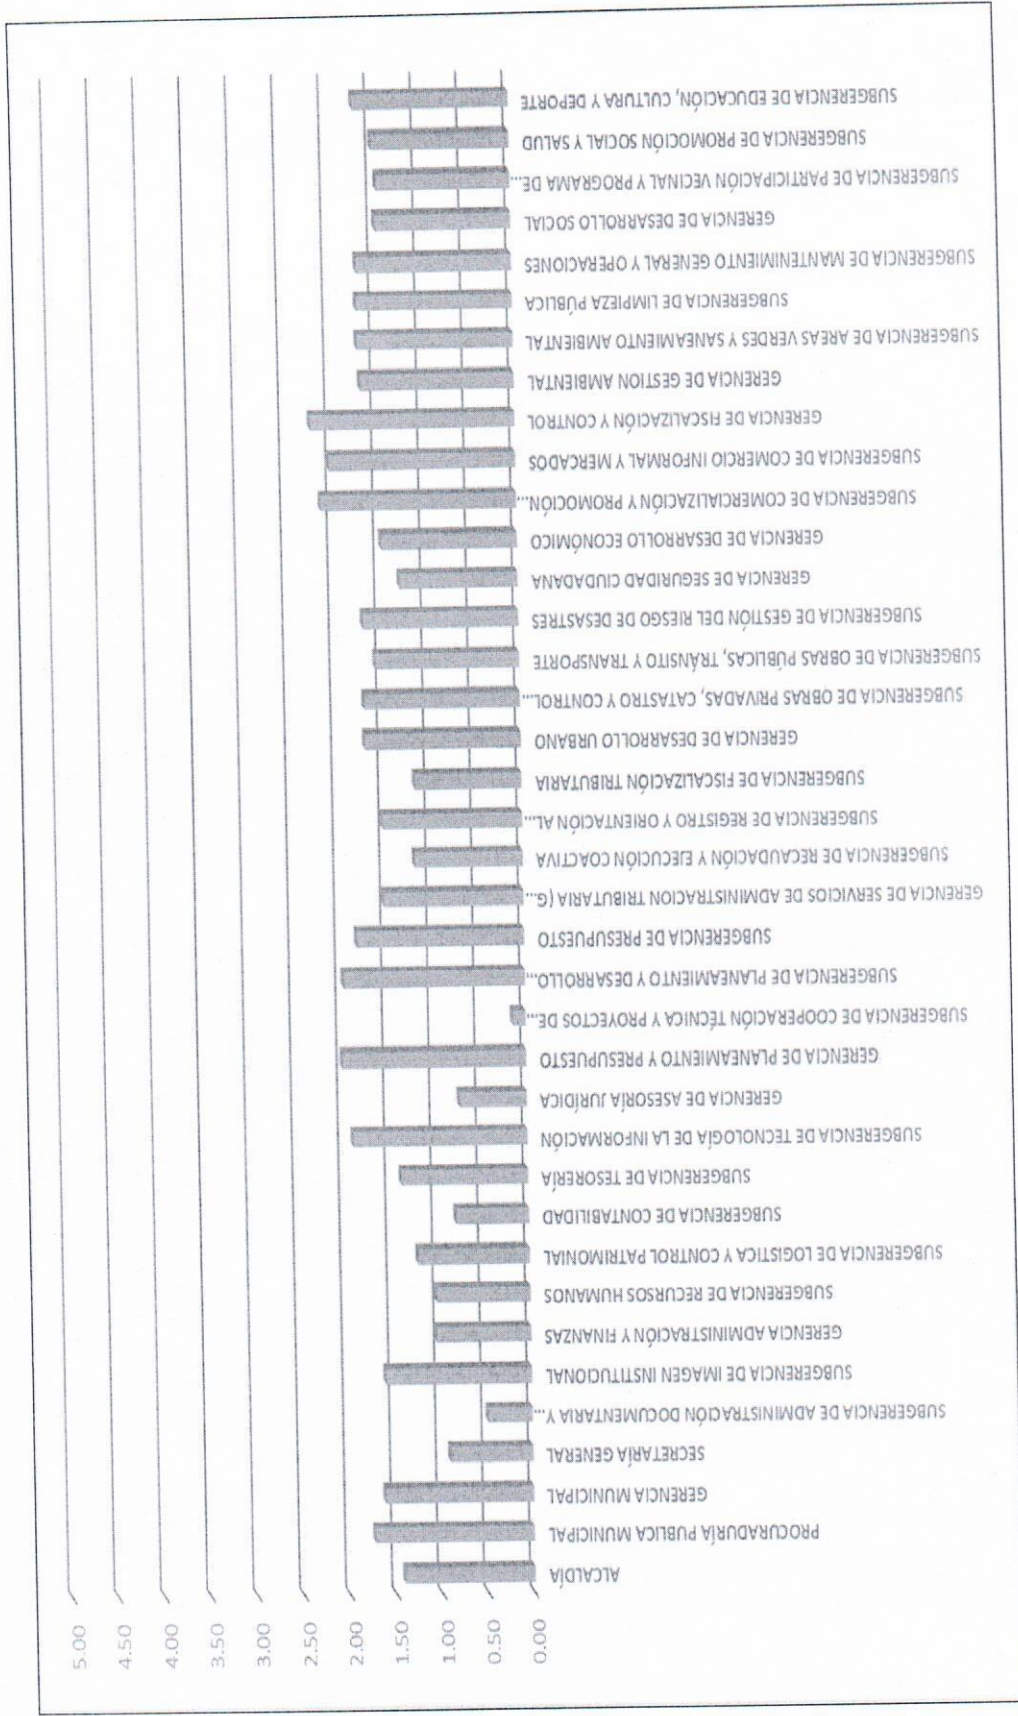 5.00
4.50
4.00
3.50
3.00
2.50
2.00
1.50
1.00
0.50
0.00
ALCALDÍA
PROCURADURÍA PUBLICA MUNICIPAL
GERENCIA MUNICIPAL
SECRETARÍA GENERAL
SUBGERENCIA DE ADMINISTRACIÓN DOCUMENTARIA Y...
SUBGERENCIA DE IMAGEN INSTITUCIONAL
GERENCIA ADMINISTRACIÓN Y FINANZAS
SUBGERENCIA DE RECURSOS HUMANOS
SUBGERENCIA DE LOGISTICA Y CONTROL PATRIMONIAL
SUBGERENCIA DE CONTABILIDAD
SUBGERENCIA DE TESORERÍA
SUBGERENCIA DE TECNOLOGÍA DE LA INFORMACIÓN
GERENCIA DE ASESORÍA JURÍDICA
GERENCIA DE PLANEAMIENTO Y PRESUPUESTO
SUBGERENCIA DE COOPERACIÓN TÉCNICA Y PROYECTOS DE...
SUBGERENCIA DE PLANEAMIENTO Y DESARROLLO...
SUBGERENCIA DE PRESUPUESTO
GERENCIA DE SERVICIOS DE ADMINISTRACION TRIBUTARIA (G...
SUBGERENCIA DE RECAUDACIÓN Y EJECUCIÓN COACTIVA
SUBGERENCIA DE REGISTRO Y ORIENTACIÓN AL...
SUBGERENCIA DE FISCALIZACIÓN TRIBUTARIA
GERENCIA DE DESARROLLO URBANO
SUBGERENCIA DE OBRAS PRIVADAS, CATASTRO Y CONTROL...
SUBGERENCIA DE OBRAS PÚBLICAS, TRÁNSITO Y TRANSPORTE
SUBGERENCIA DE GESTIÓN DEL RIESGO DE DESASTRES
GERENCIA DE SEGURIDAD CIUDADANA
GERENCIA DE DESARROLLO ECONÓMICO
SUBGERENCIA DE COMERCIALIZACIÓN Y PROMOCIÓN...
SUBGERENCIA DE COMERCIO INFORMAL Y MERCADOS
GERENCIA DE FISCALIZACIÓN Y CONTROL
GERENCIA DE GESTION AMBIENTAL
SUBGERENCIA DE AREAS VERDES Y SANEAMIENTO AMBIENTAL
SUBGERENCIA DE LIMPIEZA PÚBLICA
SUBGERENCIA DE MANTENIMIENTO GENERAL Y OPERACIONES
GERENCIA DE DESARROLLO SOCIAL
SUBGERENCIA DE PARTICIPACIÓN VECINAL Y PROGRAMA DE...
SUBGERENCIA DE PROMOCIÓN SOCIAL Y SALUD
SUBGERENCIA DE EDUCACIÓN, CULTURA Y DEPORTE